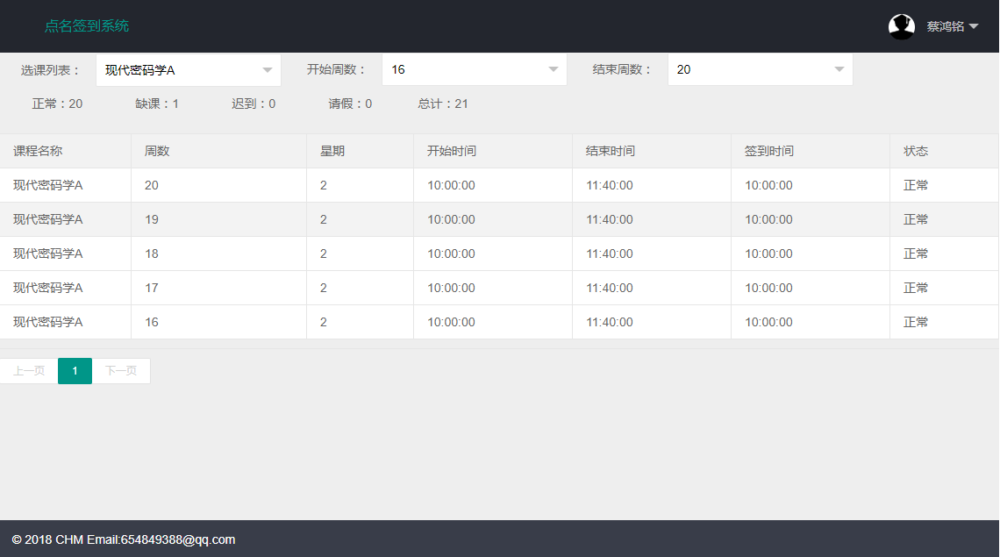 点名签到系统 蔡鸿铭
选课列表： 现代密码学A 开始周数： 16 结束周数： 20
正常：20 缺课：1 迟到：0 请假：0 总计：21
课程名称 周数 星期 开始时间 结束时间 签到时间 状态
现代密码学A 20 2 10:00:00 11:40:00 10:00:00 正常
现代密码学A 19 2 10:00:00 11:40:00 10:00:00 正常
现代密码学A 18 2 10:00:00 11:40:00 10:00:00 正常
现代密码学A 17 2 10:00:00 11:40:00 10:00:00 正常
现代密码学A 16 2 10:00:00 11:40:00 10:00:00 正常
上一页 1 下一页
© 2018 CHM Email:654849388@qq.com